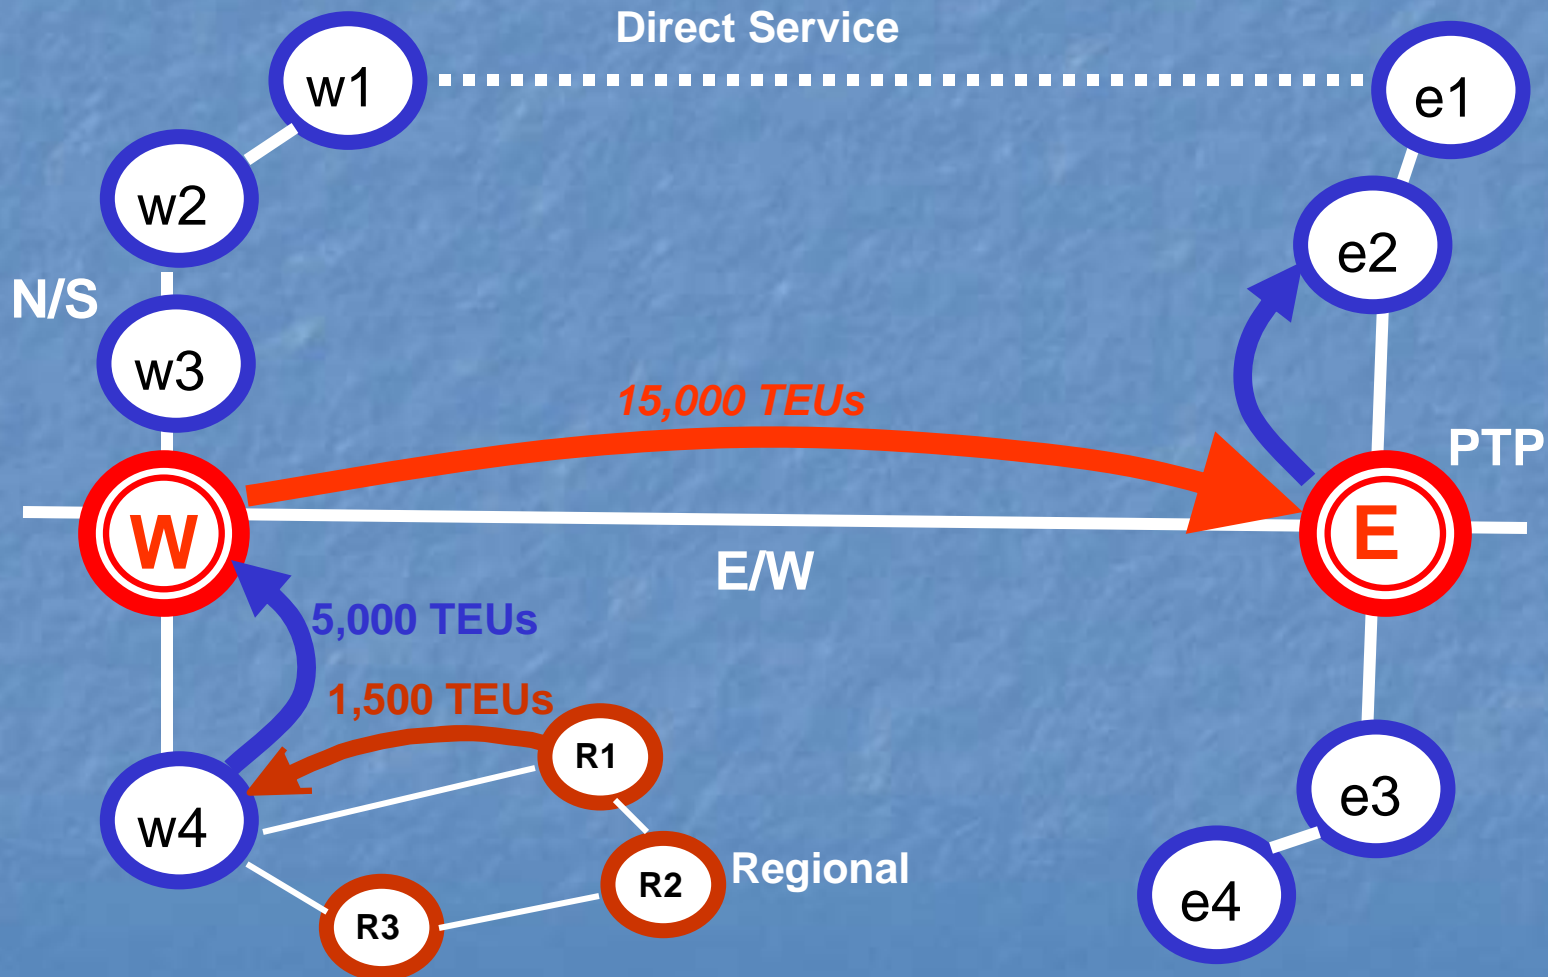 Direct Service
w1
e1
w2
e2
N/S
w3
15,000 TEUs
PTP
W
E
E/W
5,000 TEUs
1,500 TEUs
R1
e3
w4
Regional
R2
e4
R3